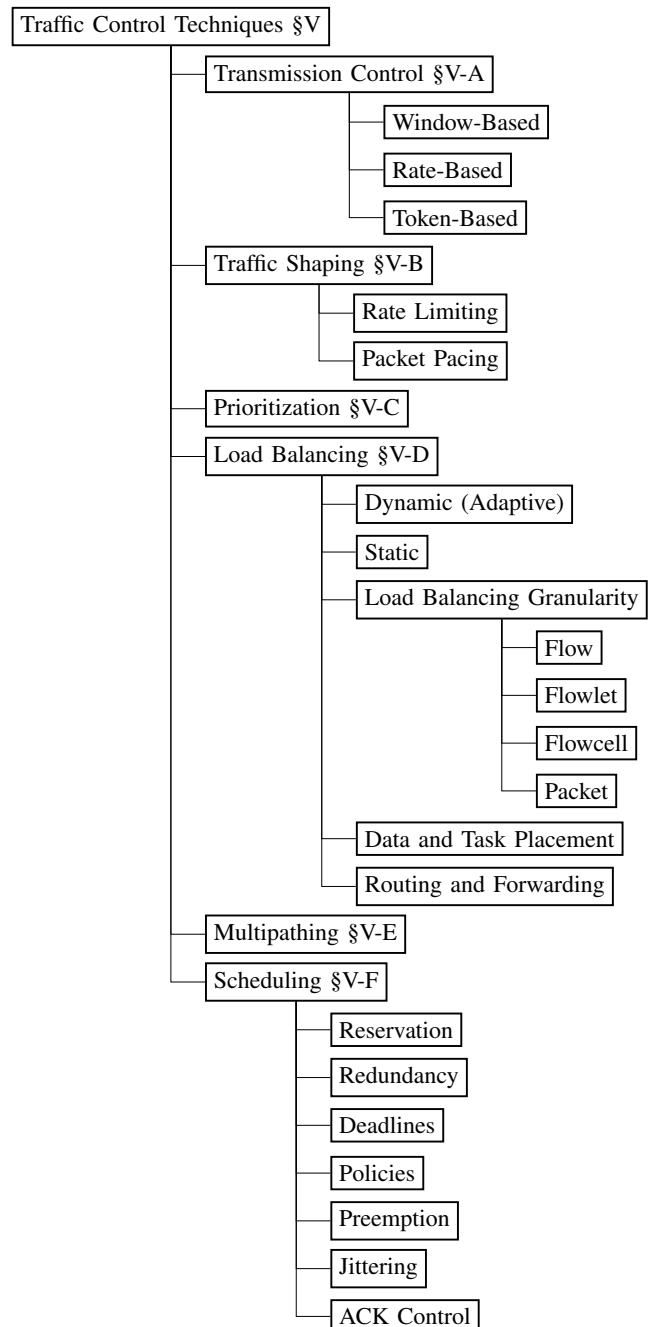 Traffic Control Techniques §V
Transmission Control §V-A
Window-Based
Rate-Based
Token-Based
Traffic Shaping §V-B
Rate Limiting
Packet Pacing
Prioritization §V-C
Load Balancing §V-D
Dynamic (Adaptive)
Static
Load Balancing Granularity
Flow
Flowlet
Flowcell
Packet
Data and Task Placement
Routing and Forwarding
Multipathing §V-E
Scheduling §V-F
Reservation
Redundancy
Deadlines
Policies
Preemption
Jittering
ACK Control